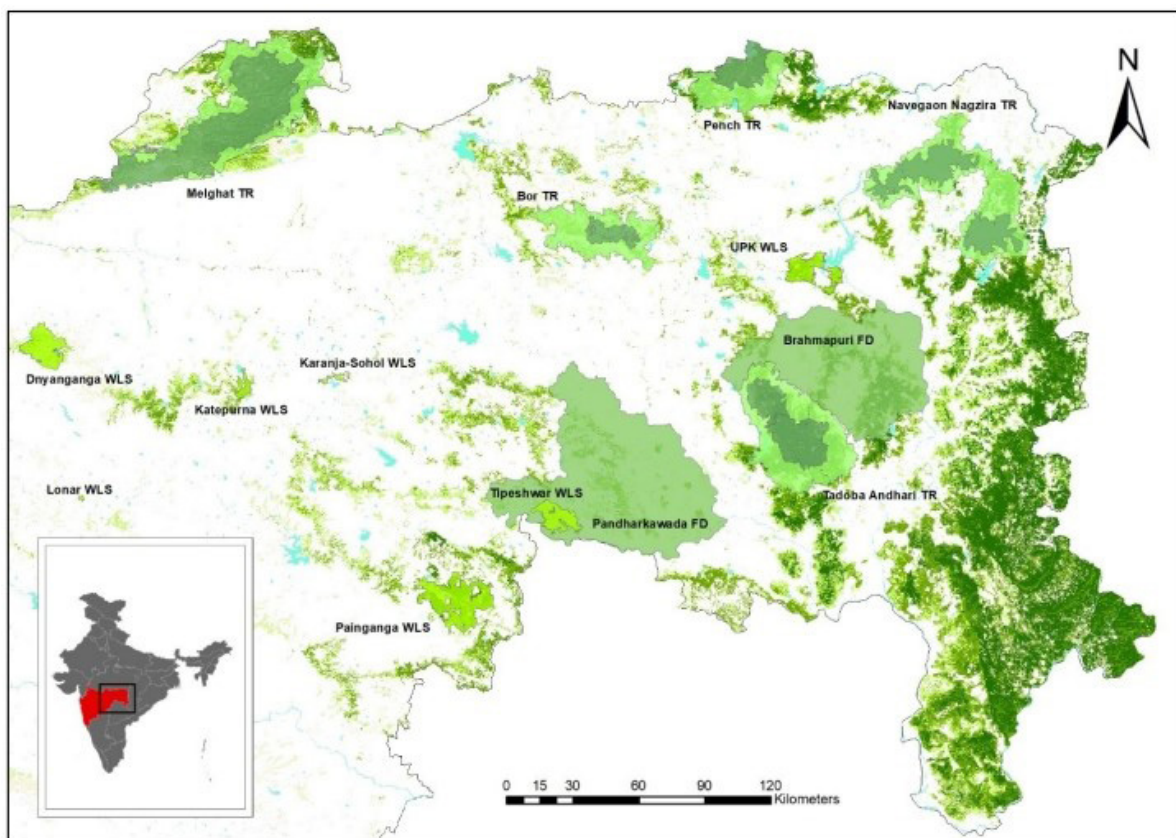 N
Navegaon Nagzira TR
Pench TR
Melghat TR
Bor TR
UPK WLS
Brahmapuri FD
Karanja-Sohol WLS
Dnyanganga WLS
Katepurna WLS
Lonar WLS
Tipeshwar WLS
Tadoba Andhari TR
Pandharkawada FD
Painganga WLS
0 15 30 60 90 120
Kilometers